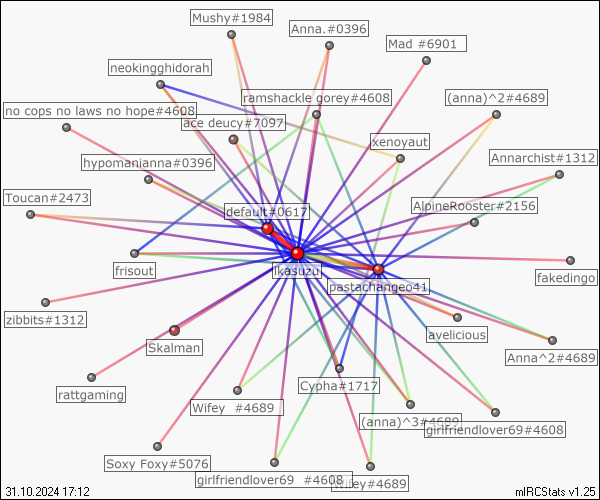 Mushy#1984
Anna.#0396
Mad #6901
neokingghidorah
ramshackle gorey#4608
(anna)^2#4689
no cops no laws no hope#4608
ace deucy#7097
xenoyaut
hypomanianna#0396
Annarchist#1312
Toucan#2473
default#0617
AlpineRooster#2156
frisout
ikasuzu
pastachangeo41
fakedingo
zibbits#1312
avelicious
Skalman
Anna^2#4689
rattgaming
Cypha#1717
Wifey #4689
(anna)^3#4689
girlfriendlover69#4608
Soxy Foxy#5076
girlfriendlover69 #4608
Wifey#4689
31.10.2024 17:12
mIRCStats v1.25